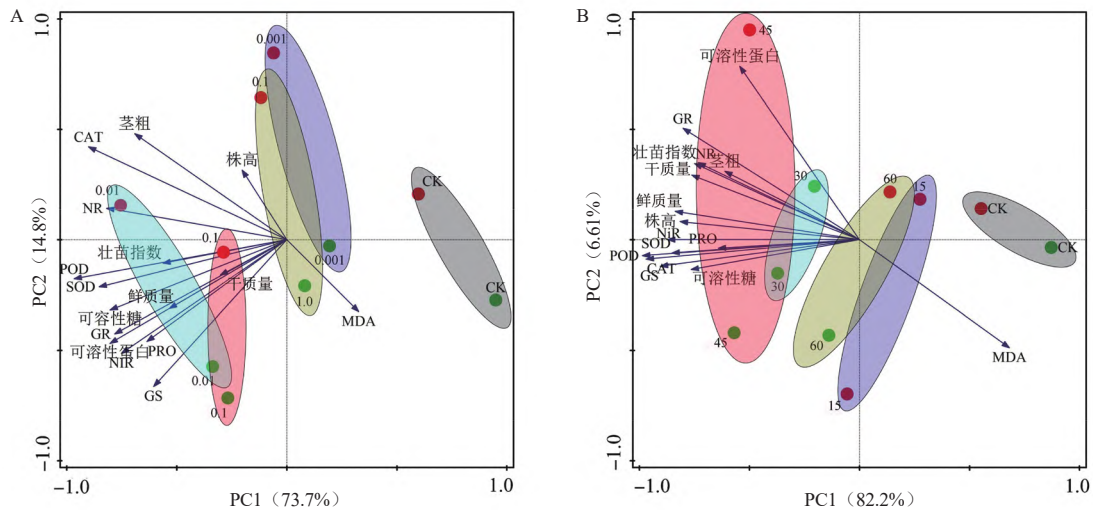 A
1.0
0.001
0.1
茎粗
CAT
株高
0.01
CK
NR
0.1
壮苗指数
0.001
POD
SOD
干质量
鲜质量
1.0
CK
可容性糖
MDA
GR
可溶性蛋白
PRO
NiR
0.01
GS
0.1
PC2（14.8%）
-1.0
-1.0
PC1（73.7%）
1.0
B
1.0
45
可溶性蛋白
GR
壮苗指数
NR
茎粗
干质量
30
60
15
鲜质量
CK
株高
NiR
SOD
PRO
CK
POD
CAT
GS
可溶性糖
30
45
60
MDA
15
PC2（6.61%）
-1.0
-1.0
PC1（82.2%）
1.0